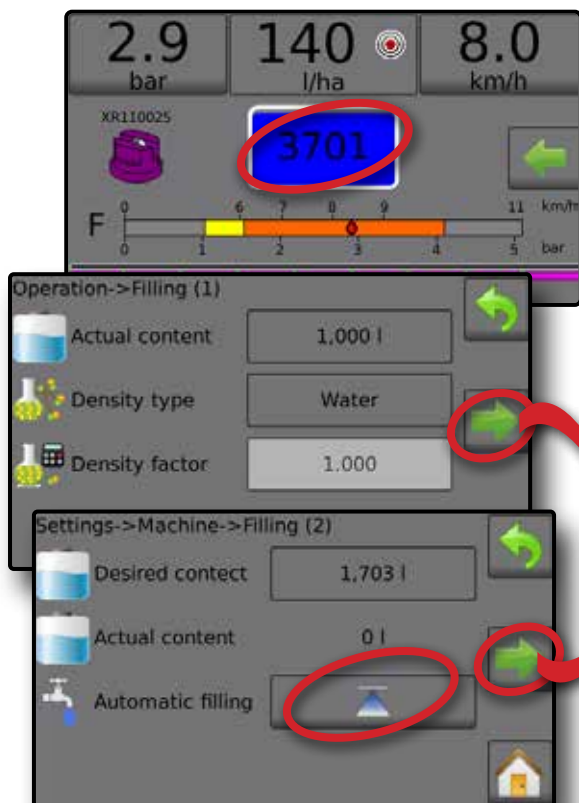 2.9 140 8.0
bar l/ha km/h
XR110025
3701
0 6 7 8 9 11 km/h
F
0 1 2 3 4 5 bar
Operation->Filling (1)
Actual content 1,000 l
Density type Water
Density factor 1.000
Settings->Machine->Filling (2)
Desired contect 1,703 l
Actual content 0 l
Automatic filling